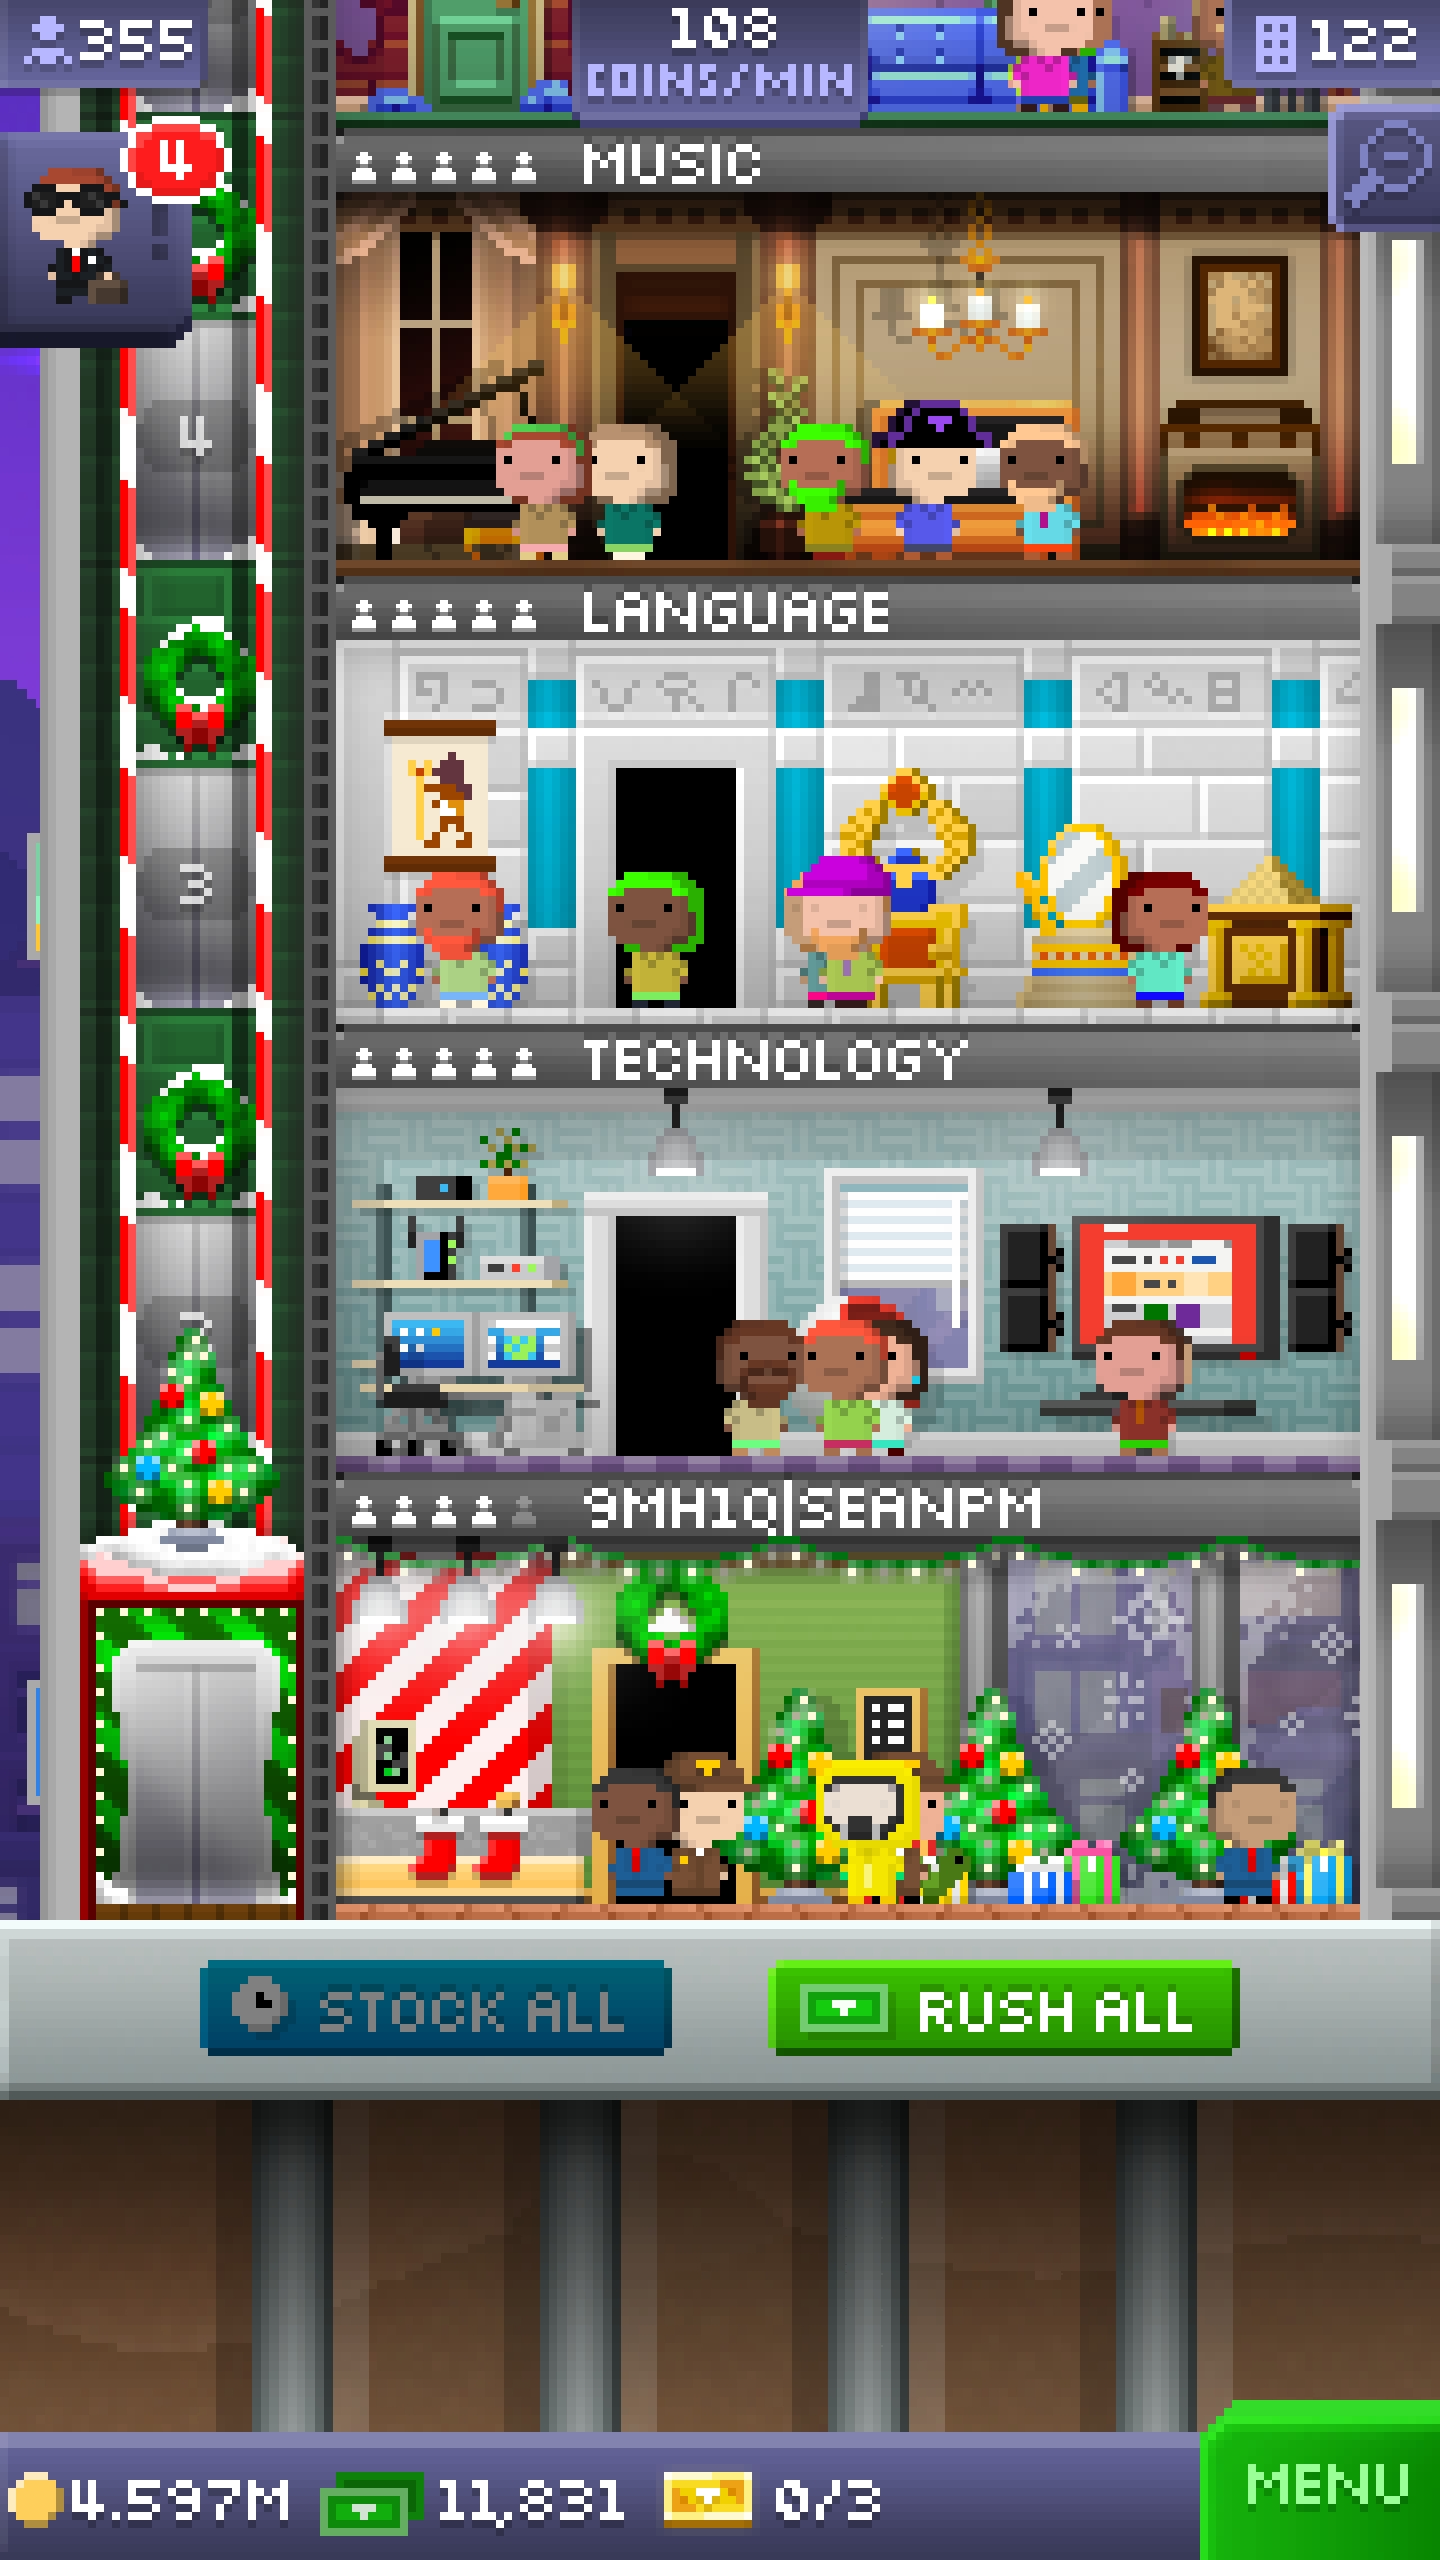 355
108
COINS/MIN
122
4
MUSIC
4
LANGUAGE
3
TECHNOLOGY
9MH1Q|SEANPM
STOCK ALL
RUSH ALL
4.597M
11,831
0/3
MENU